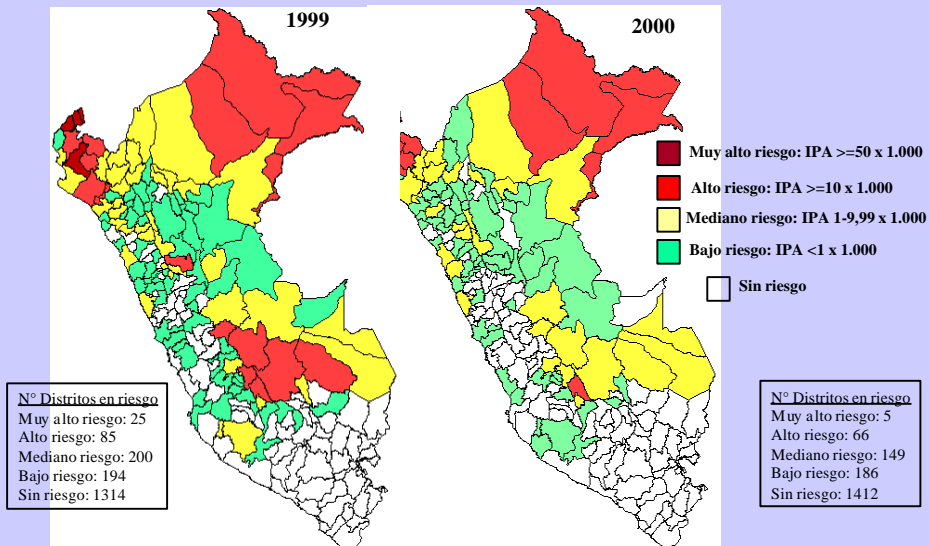 1999
2000
Muy alto riesgo: IPA >=50 x 1.000
Alto riesgo: IPA >=10 x 1.000
Mediano riesgo: IPA 1-9,99 x 1.000
Bajo riesgo: IPA <1 x 1.000
Sin riesgo
N° Distritos en riesgo
Muy alto riesgo: 25
Alto riesgo: 85
Mediano riesgo: 200
Bajo riesgo: 194
Sin riesgo: 1314
N° Distritos en riesgo
Muy alto riesgo: 5
Alto riesgo: 66
Mediano riesgo: 149
Bajo riesgo: 186
Sin riesgo: 1412